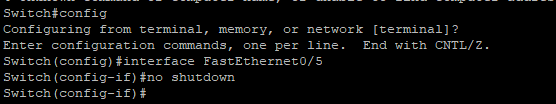 Switch#config
Configuring from terminal, memory, or network [terminal]?
Enter configuration commands, one per line.  End with CNTL/Z.
Switch(config)#interface FastEthernet0/5
Switch(config-if)#no shutdown
Switch(config-if)#